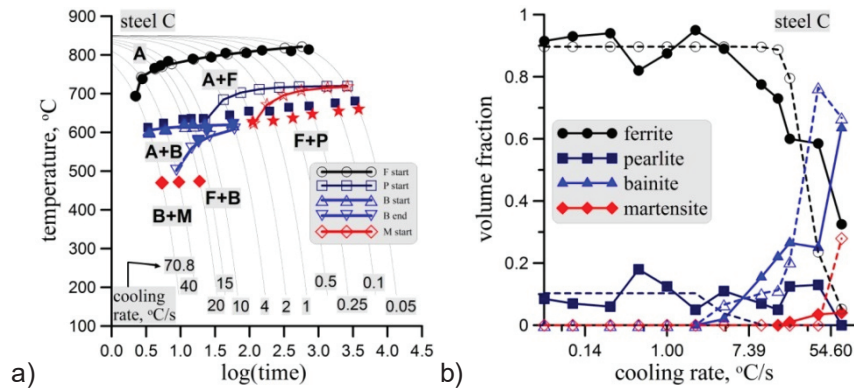 steel C
900
800
700
600
500
400
300
200
100
temperature, °C
A
A+F
A+B
F+P
B+M
F+B
F start
P start
B start
B end
M start
70.8
40
15
20
10
4
2
1
0.5
0.25
0.1
0.05
cooling
rate, °C/s
0.0 0.5 1.0 1.5 2.0 2.5 3.0 3.5 4.0 4.5
log(time)
a)
steel C
1
0.8
0.6
0.4
0.2
0
volume fraction
ferrite
pearlite
bainite
martensite
0.14 1.00 7.39 54.60
cooling rate, °C/s
b)